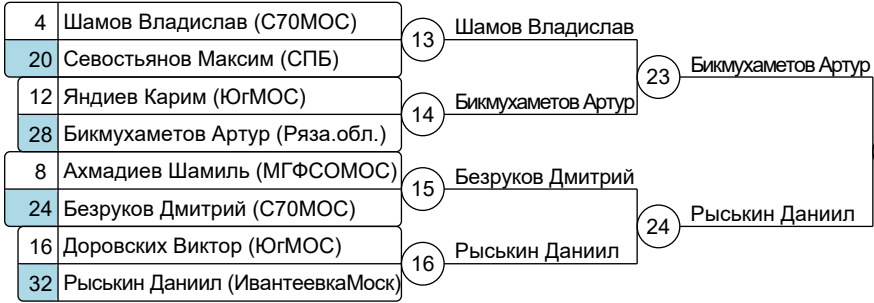 4 Шамов Владислав (С70МОС)
20 Севостьянов Максим (СПБ)
13 Шамов Владислав
12 Яндиев Карим (ЮгМОС)
28 Бикмухаметов Артур (Ряза.обл.)
14 Бикмухаметов Артур
23 Бикмухаметов Артур
8 Ахмадиев Шамиль (МГФСОМОС)
24 Безруков Дмитрий (С70МОС)
15 Безруков Дмитрий
16 Доровских Виктор (ЮгМОС)
32 Рыськин Даниил (ИвантеевкаМоск)
16 Рыськин Даниил
24 Рыськин Даниил